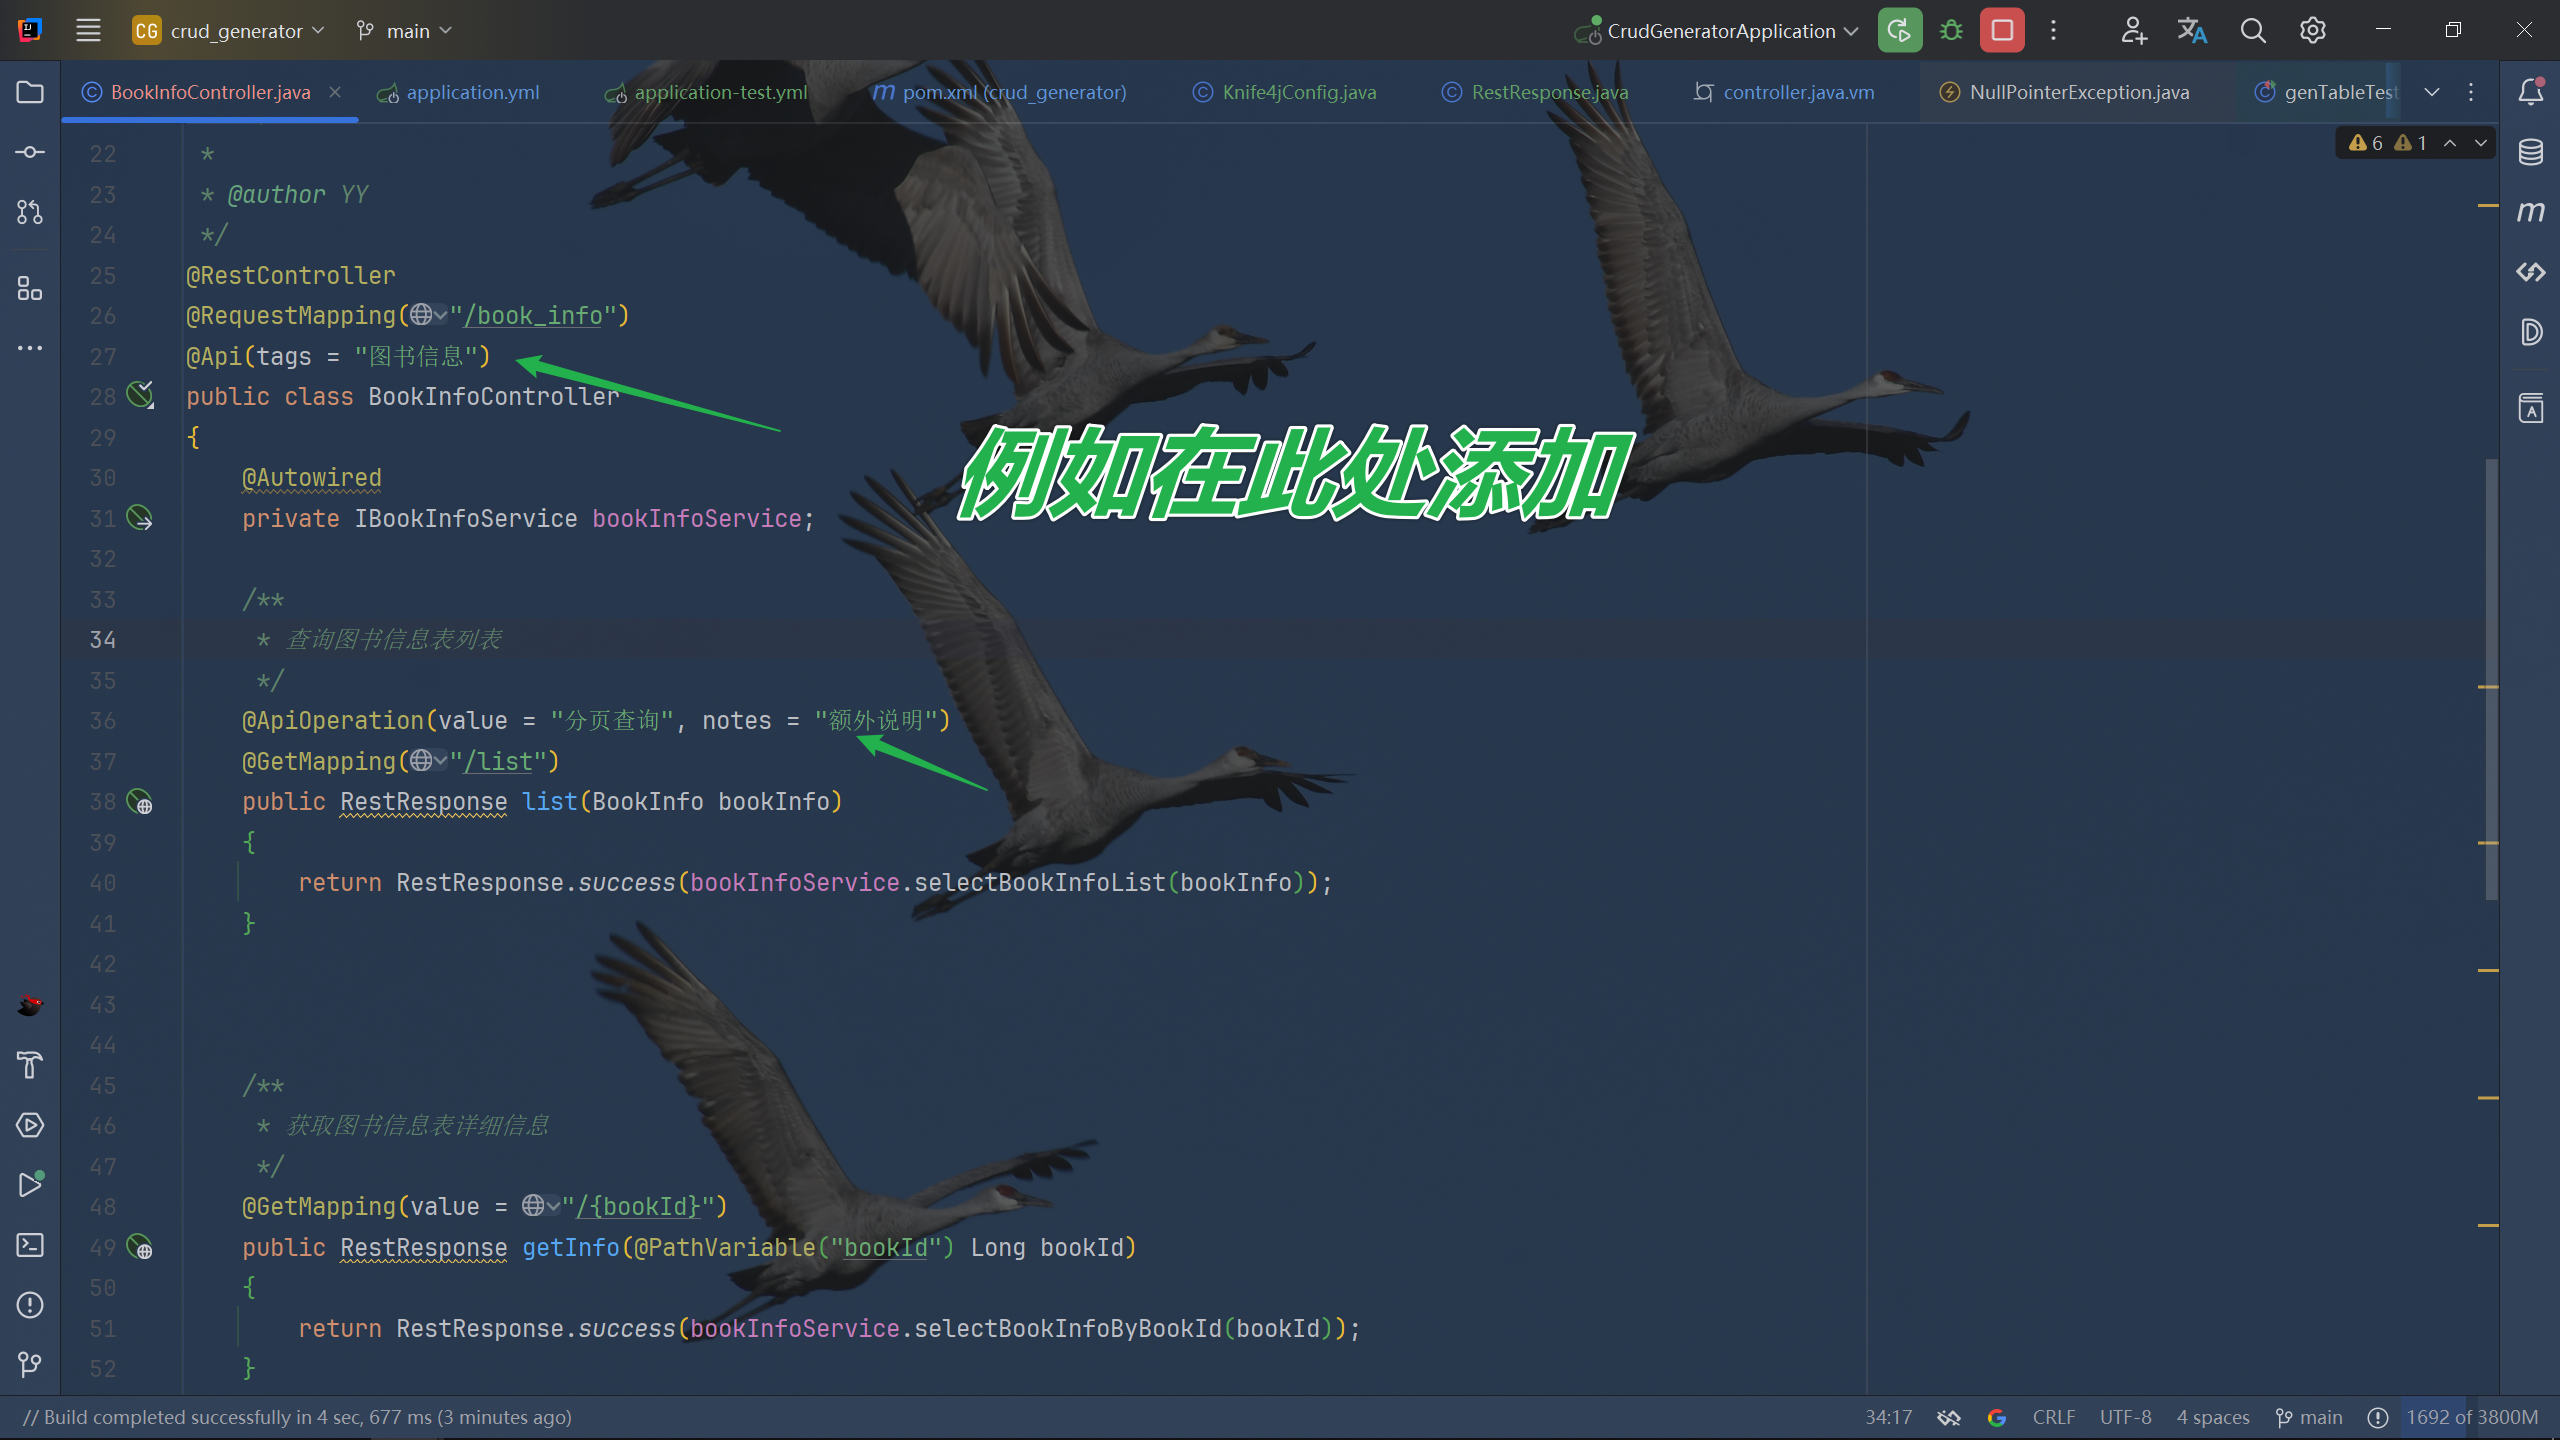 CG crud_generator main CrudGeneratorApplication
BookInfoController.java application.yml application-test.yml pom.xml (crud_generator) Knife4jConfig.java RestResponse.java controller.java.vm NullPointerException.java genTableTest
6 1
22 *
23 * @author YY
24 */
25 @RestController
26 @RequestMapping("/book_info")
27 @Api(tags = "图书信息")
28 public class BookInfoController
29 {
例如在此处添加
30 @Autowired
31 private IBookInfoService bookInfoService;
32
33 /**
34 * 查询图书信息表列表
35 */
36 @ApiOperation(value = "分页查询", notes = "额外说明")
37 @GetMapping("/list")
38 public RestResponse list(BookInfo bookInfo)
39 {
40 return RestResponse.success(bookInfoService.selectBookInfoList(bookInfo));
41 }
42
43
44
45 /**
46 * 获取图书信息表详细信息
47 */
48 @GetMapping(value = "/{bookId}")
49 public RestResponse getInfo(@PathVariable("bookId") Long bookId)
50 {
51 return RestResponse.success(bookInfoService.selectBookInfoByBookId(bookId));
52 }
// Build completed successfully in 4 sec, 677 ms (3 minutes ago) 34:17 CRLF UTF-8 4 spaces main 1692 of 3800M